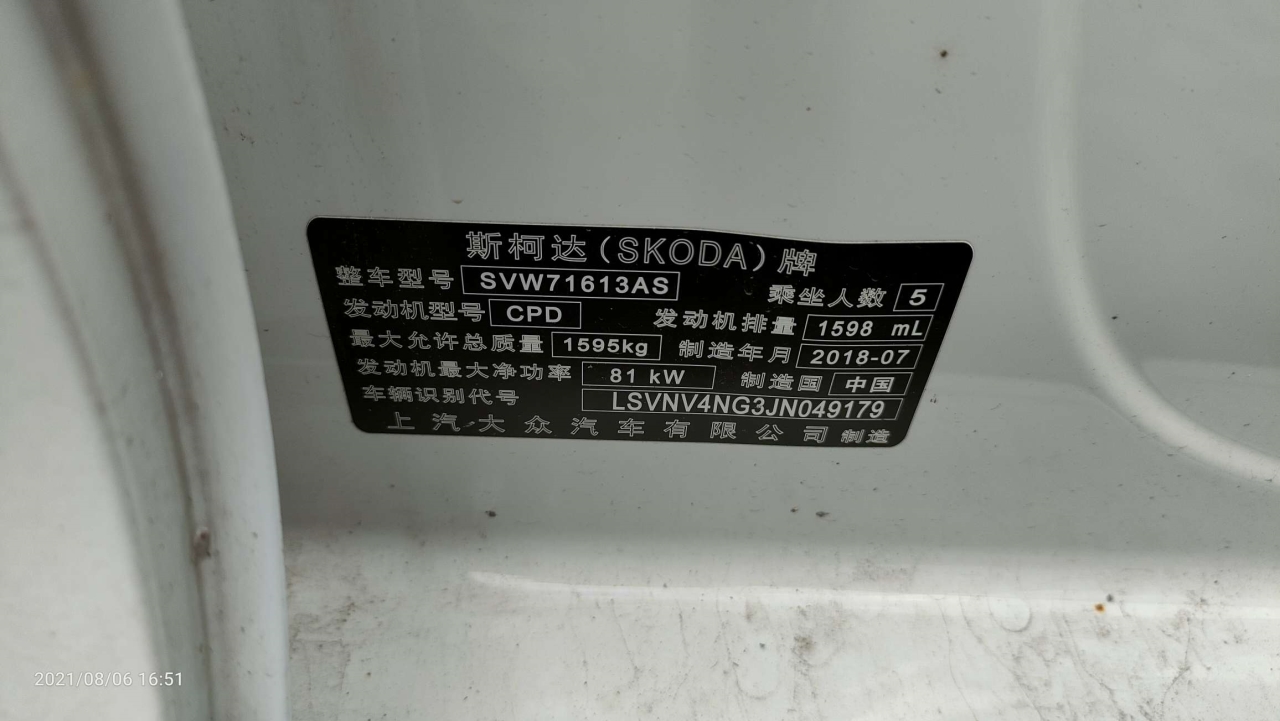 斯柯达(SKODA)牌
整车型号 SVW71613AS 乘坐人数 5
发动机型号 CPD 发动机排量 1598 mL
最大允许总质量 1595kg 制造年月 2018-07
发动机最大净功率 81 kW 制造国 中国
车辆识别代号 LSVNV4NG3JN049179
上汽大众汽车有限公司 制造
2021/08/06 16:51